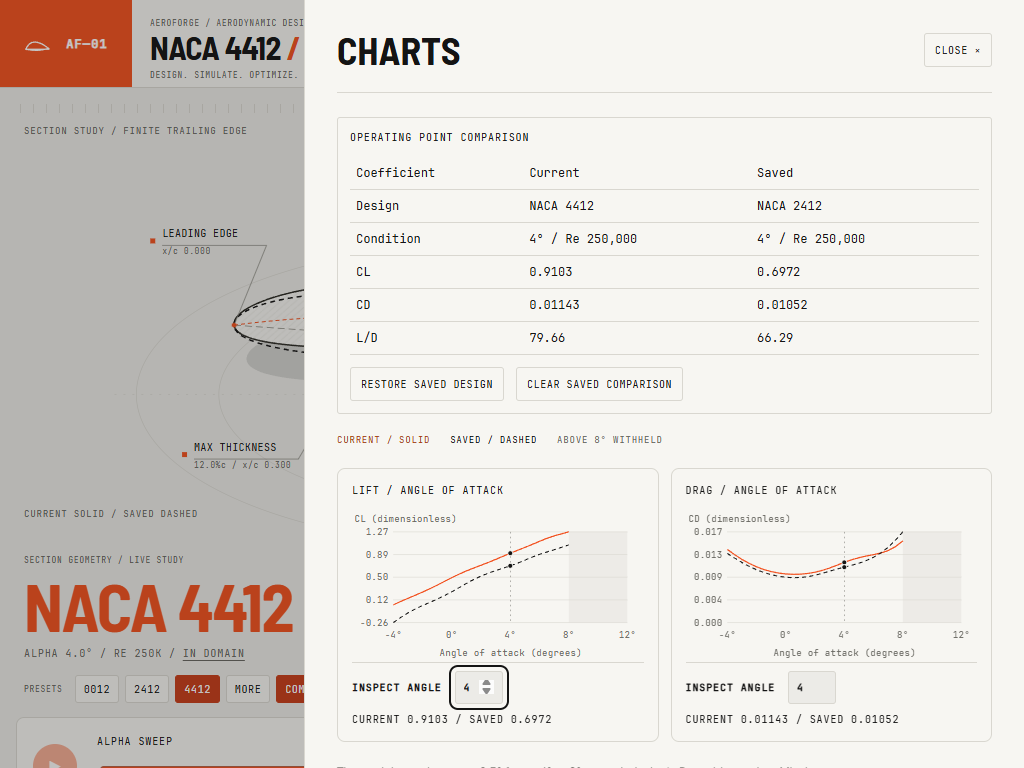 AF—01
AEROFORGE / AERODYNAMIC DESI
NACA 4412 /
DESIGN. SIMULATE. OPTIMIZE.
SECTION STUDY / FINITE TRAILING EDGE
LEADING EDGE
x/c 0.000
MAX THICKNESS
12.0%c / x/c 0.300
CURRENT SOLID / SAVED DASHED
SECTION GEOMETRY / LIVE STUDY
NACA 4412
ALPHA 4.0° / RE 250K / IN DOMAIN
PRESETS 0012 2412 4412 MORE COM
ALPHA SWEEP
CHARTS
CLOSE ×
OPERATING POINT COMPARISON
Coefficient Current Saved
Design NACA 4412 NACA 2412
Condition 4° / Re 250,000 4° / Re 250,000
CL 0.9103 0.6972
CD 0.01143 0.01052
L/D 79.66 66.29
RESTORE SAVED DESIGN CLEAR SAVED COMPARISON
CURRENT / SOLID SAVED / DASHED ABOVE 8° WITHHELD
LIFT / ANGLE OF ATTACK
CL (dimensionless)
1.27
0.89
0.50
0.12
-0.26
-4° 0° 4° 8° 12°
Angle of attack (degrees)
INSPECT ANGLE 4
CURRENT 0.9103 / SAVED 0.6972
DRAG / ANGLE OF ATTACK
CD (dimensionless)
0.017
0.013
0.009
0.004
0.000
-4° 0° 4° 8° 12°
Angle of attack (degrees)
INSPECT ANGLE 4
CURRENT 0.01143 / SAVED 0.01052